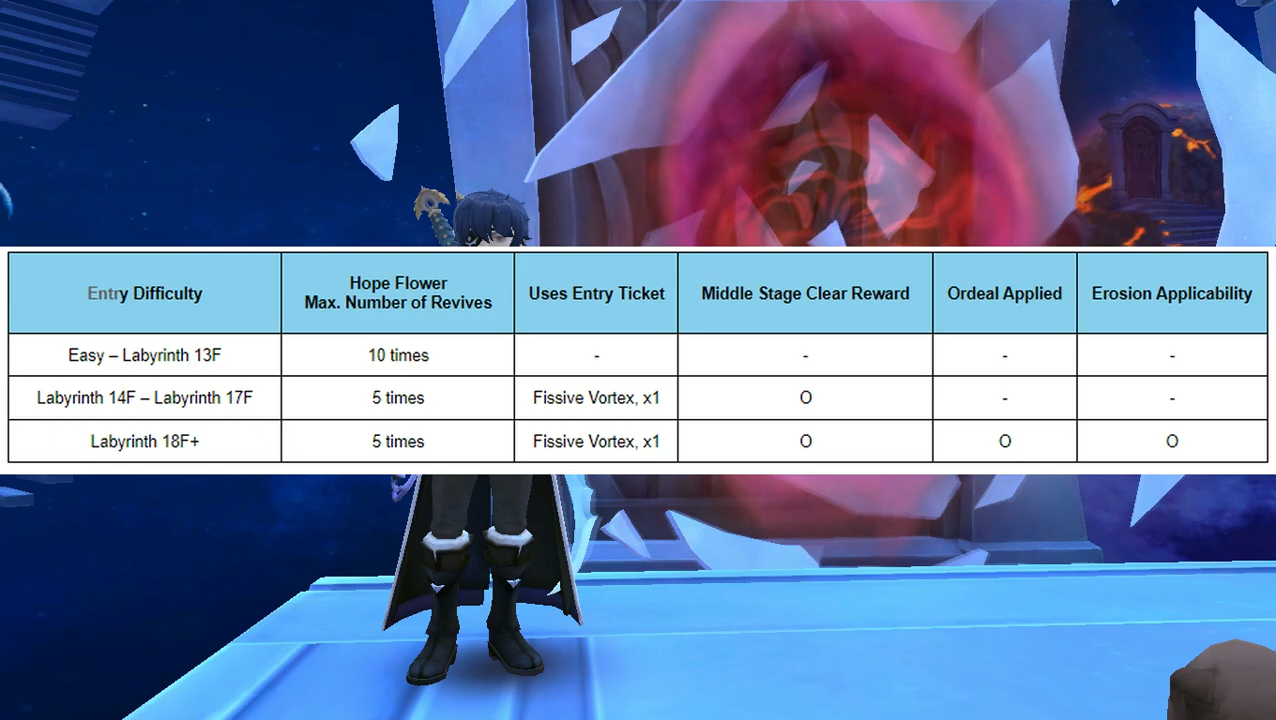 Entry Difficulty
Hope Flower
Max. Number of Revives
Uses Entry Ticket
Middle Stage Clear Reward
Ordeal Applied
Erosion Applicability
Easy – Labyrinth 13F
10 times
-
-
-
-
Labyrinth 14F – Labyrinth 17F
5 times
Fissive Vortex, x1
O
-
-
Labyrinth 18F+
5 times
Fissive Vortex, x1
O
O
O